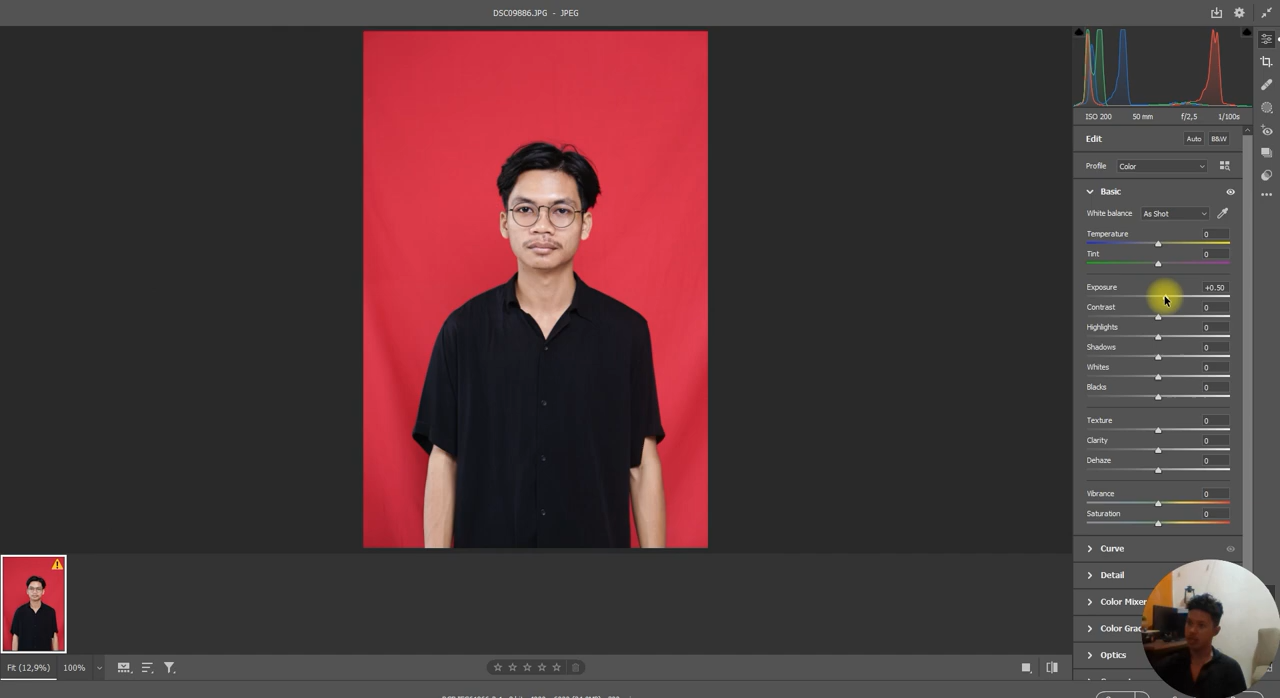 DSC09886.JPG - JPEG
ISO 200 50 mm f/2,5 1/100s
Edit Auto B&W
Profile Color
Basic
White balance As Shot
Temperature 0
Tint 0
Exposure +0.50
Contrast 0
Highlights 0
Shadows 0
Whites 0
Blacks 0
Texture 0
Clarity 0
Dehaze 0
Vibrance 0
Saturation 0
Curve
Detail
Color Mixer
Color Grad
Optics
Fit (12,9%) 100%